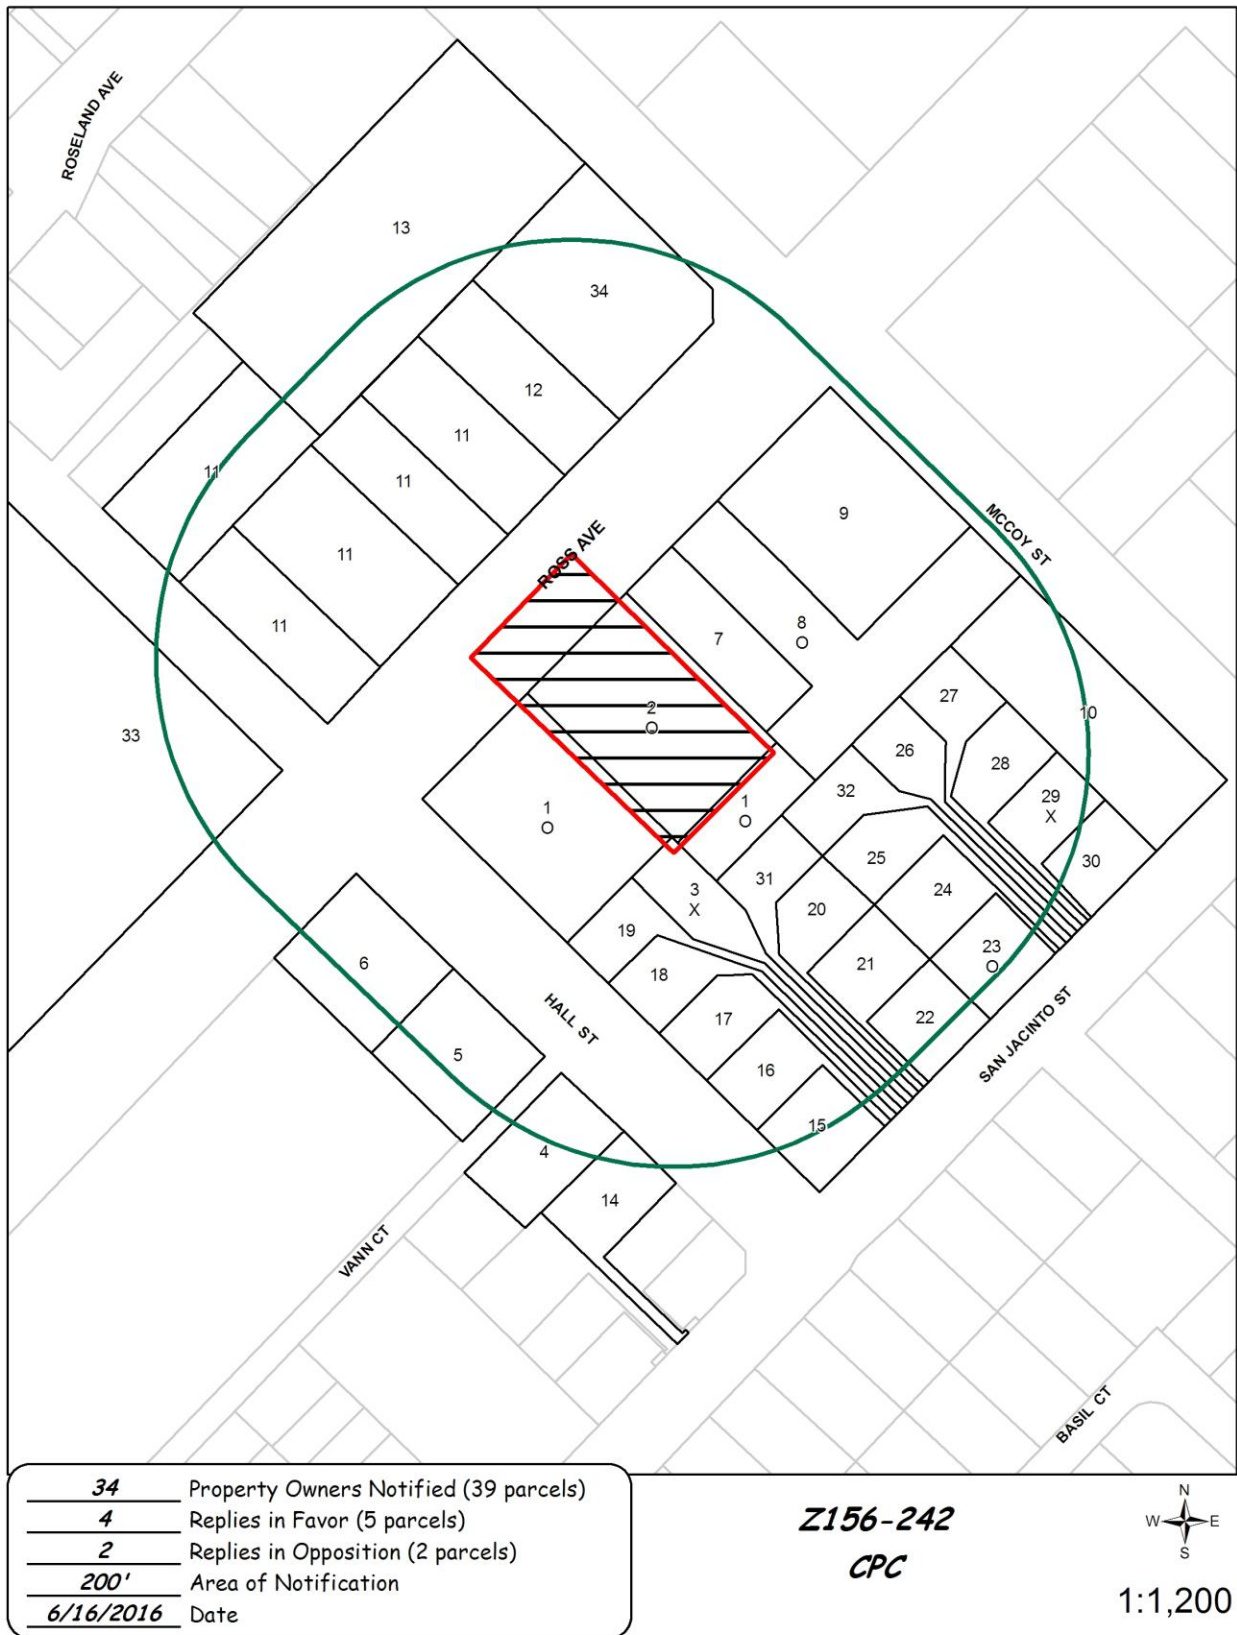 ROSELAND AVE
13
34
12
11
11
11
11
11
ROSS AVE
9
MCCOY ST
8
O
7
2
O
33
1
O
1
O
10
27
26
28
32
29
X
25
30
31
3
X
24
20
19
23
O
21
18
6
22
17
HALL ST
5
16
SAN JACINTO ST
15
4
14
VANN CT
BASIL CT
34 Property Owners Notified (39 parcels)
4 Replies in Favor (5 parcels)
2 Replies in Opposition (2 parcels)
200' Area of Notification
6/16/2016 Date
Z156-242
CPC
N
W E
S
1:1,200